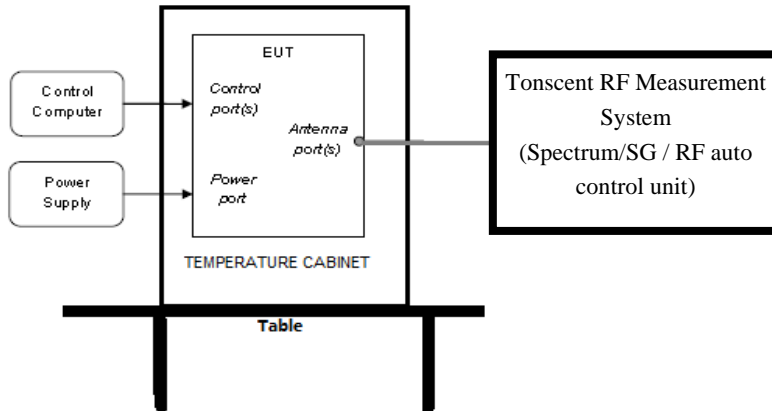 EUT
Control
Computer
Control
port(s)
Antenna
port(s)
Power
Supply
Power
port
TEMPERATURE CABINET
Table
Tonscent RF Measurement
System
(Spectrum/SG / RF auto
control unit)